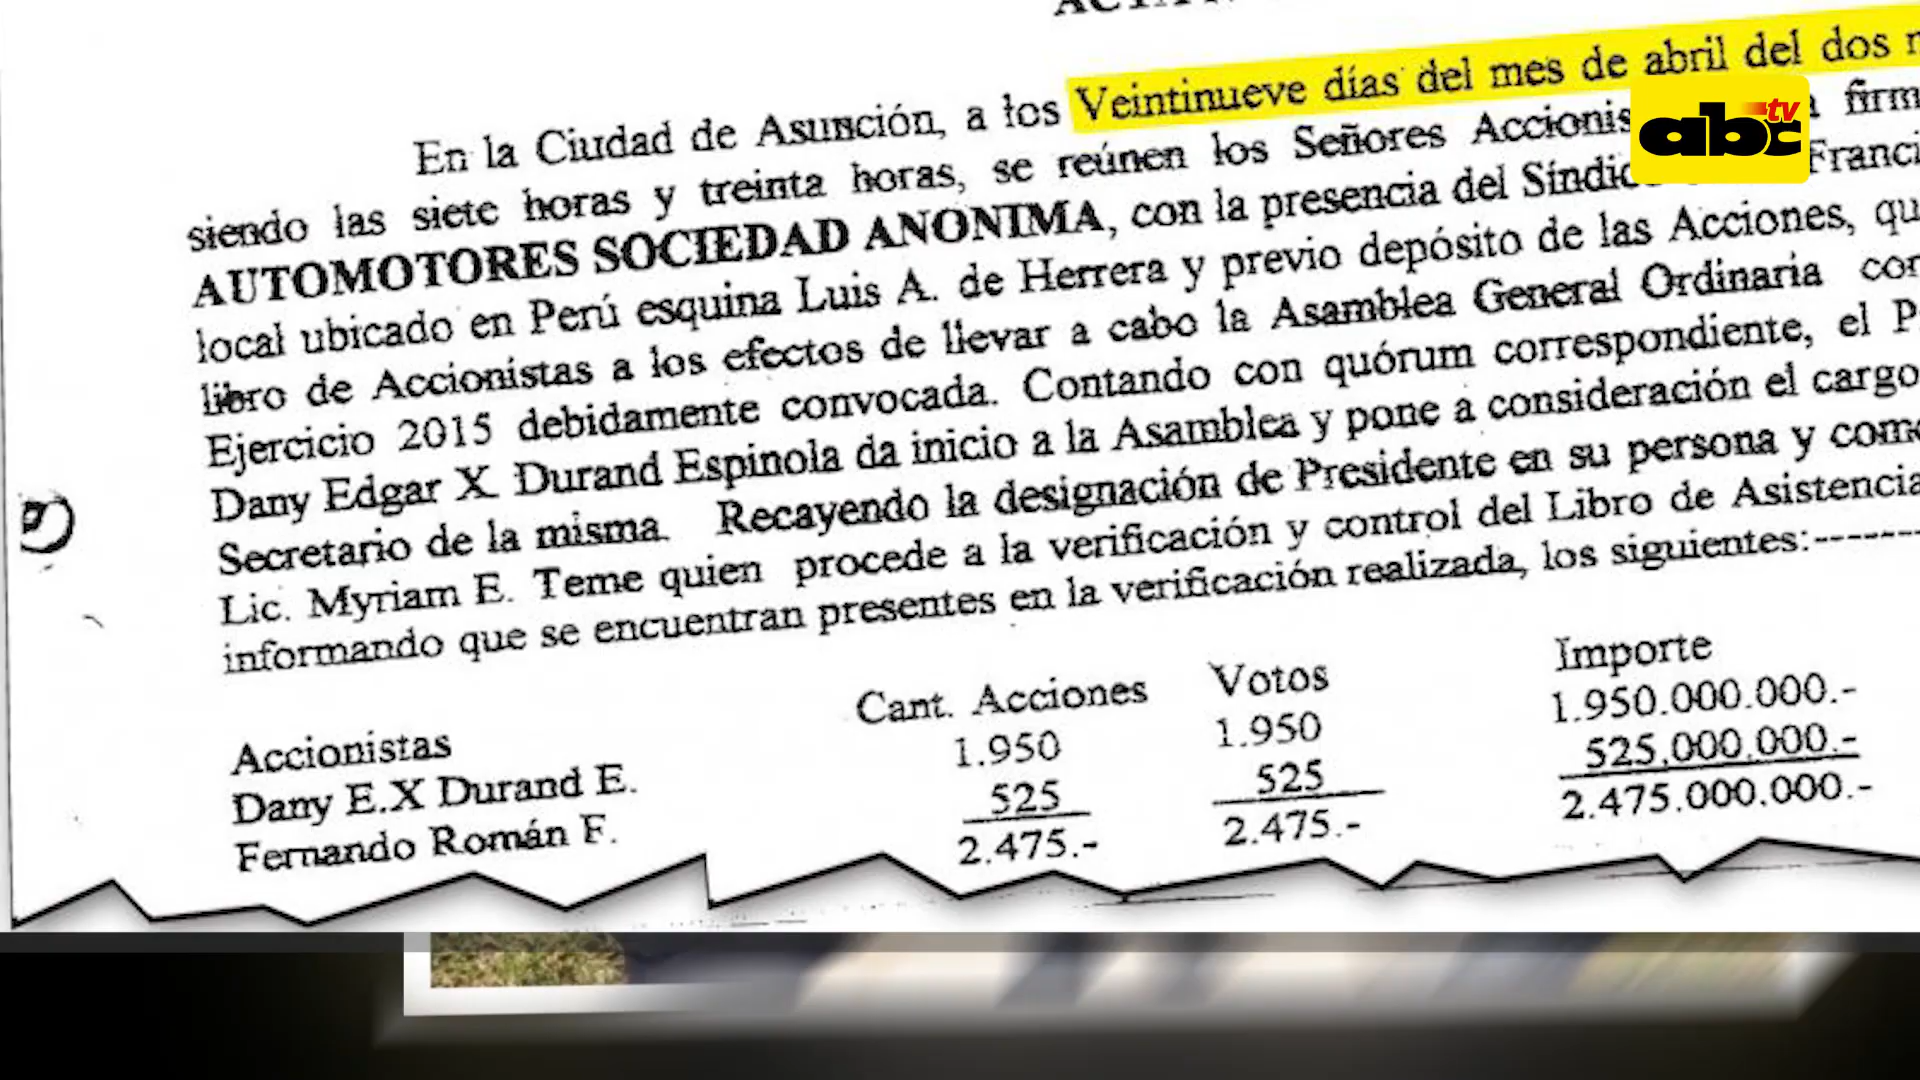 En la Ciudad de Asunción, a los Veintinueve días del mes de abril del dos
siendo las siete horas y treinta horas, se reúnen los Señores Accionis firm
AUTOMOTORES SOCIEDAD ANONIMA, con la presencia del Síndic Franci
local ubicado en Perú esquina Luis A. de Herrera y previo depósito de las Acciones, qu
libro de Accionistas a los efectos de llevar a cabo la Asamblea General Ordinaria cor
Ejercicio 2015 debidamente convocada. Contando con quórum correspondiente, el P
Dany Edgar X Durand Espinola da inicio a la Asamblea y pone a consideración el cargo
Secretario de la misma. Recayendo la designación de Presidente en su persona y como
Lic. Myriam E. Teme quien procede a la verificación y control del Libro de Asistencia
informando que se encuentran presentes en la verificación realizada, los siguientes:-------
Accionistas Cant. Acciones Votos Importe
Dany E.X Durand E. 1.950 1.950 1.950.000.000.-
Fernando Román F. 525 525 525.000.000.-
2.475.- 2.475.- 2.475.000.000.-
abc tv